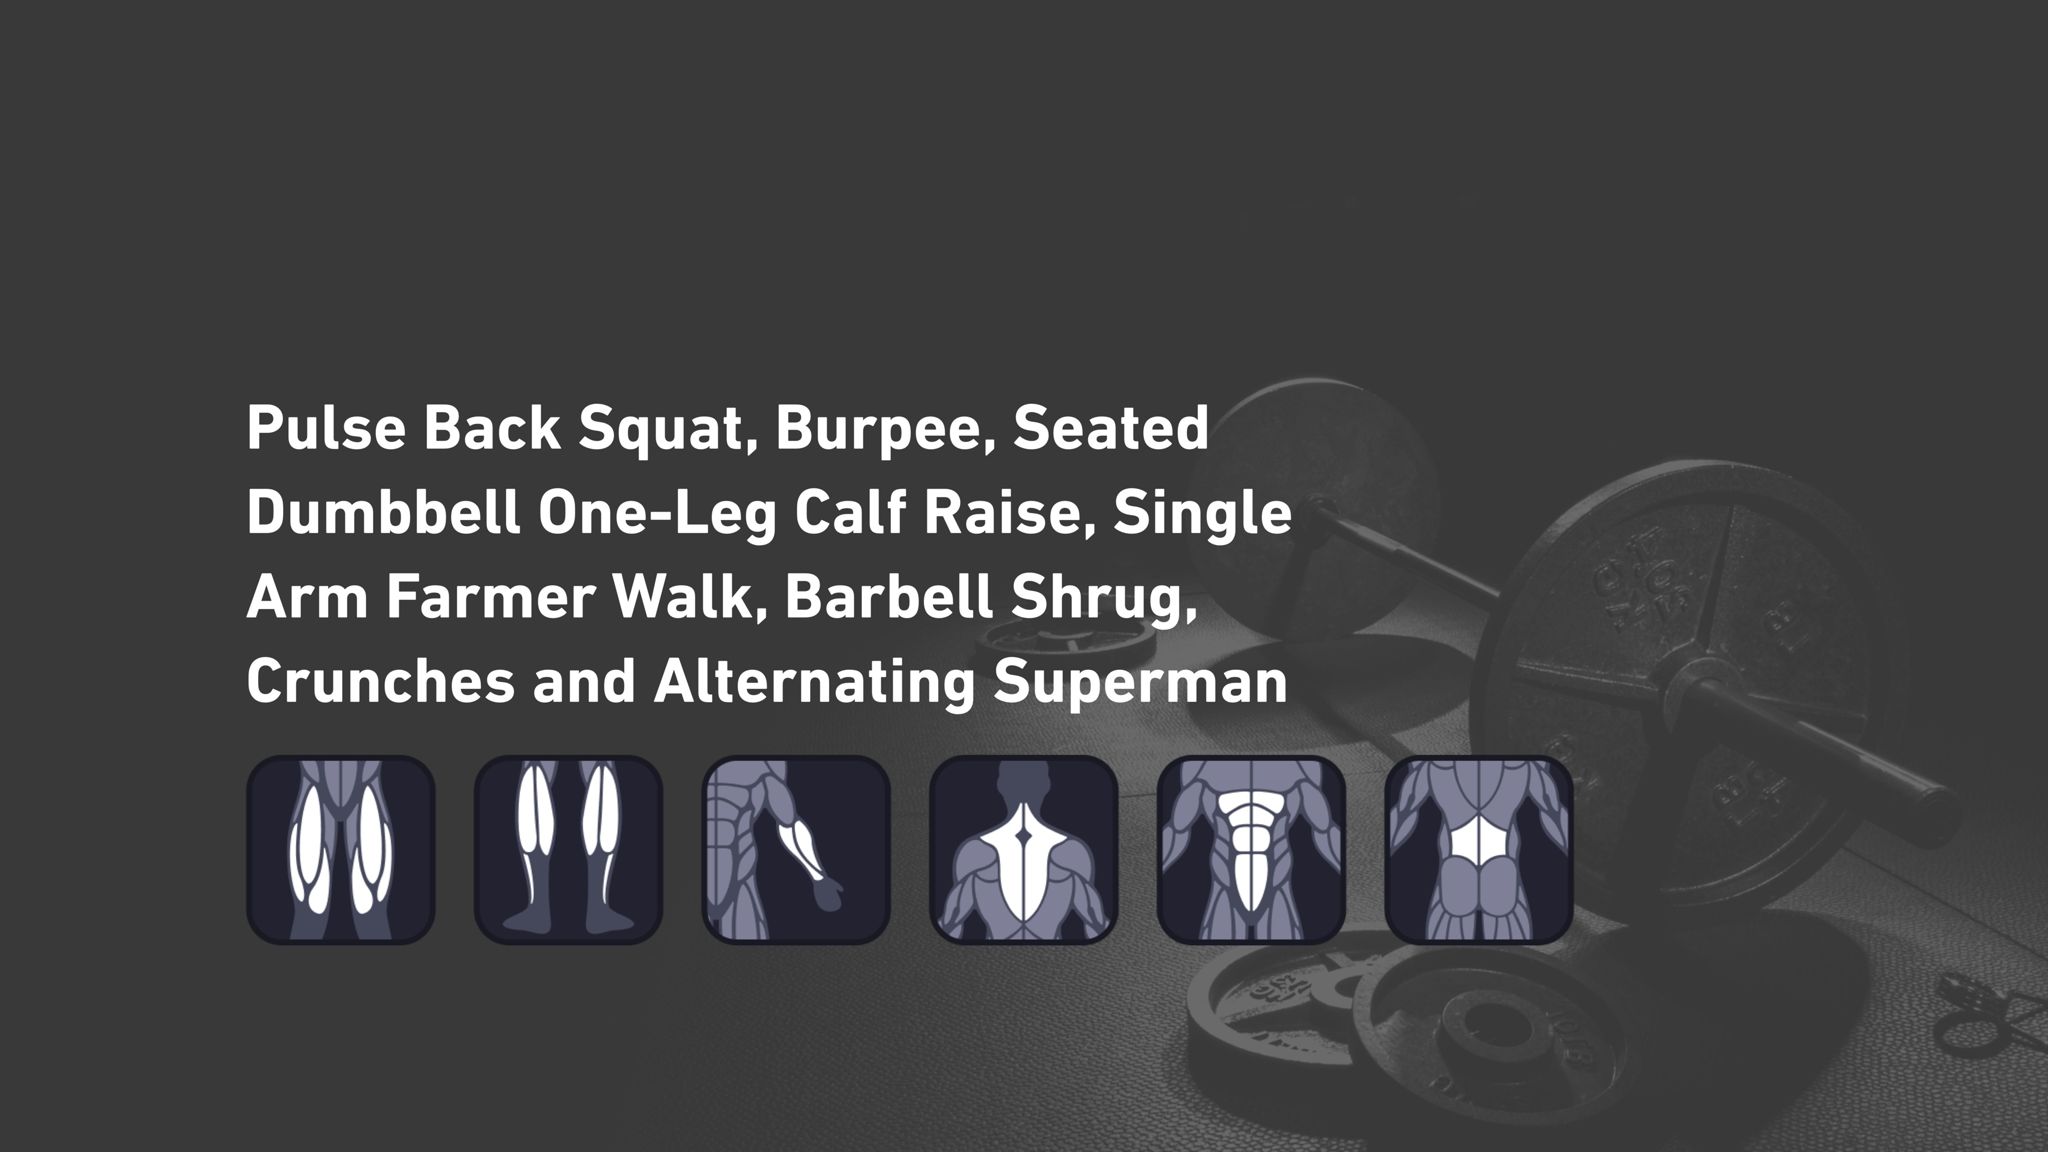 Pulse Back Squat, Burpee, Seated
Dumbbell One-Leg Calf Raise, Single
Arm Farmer Walk, Barbell Shrug,
Crunches and Alternating Superman